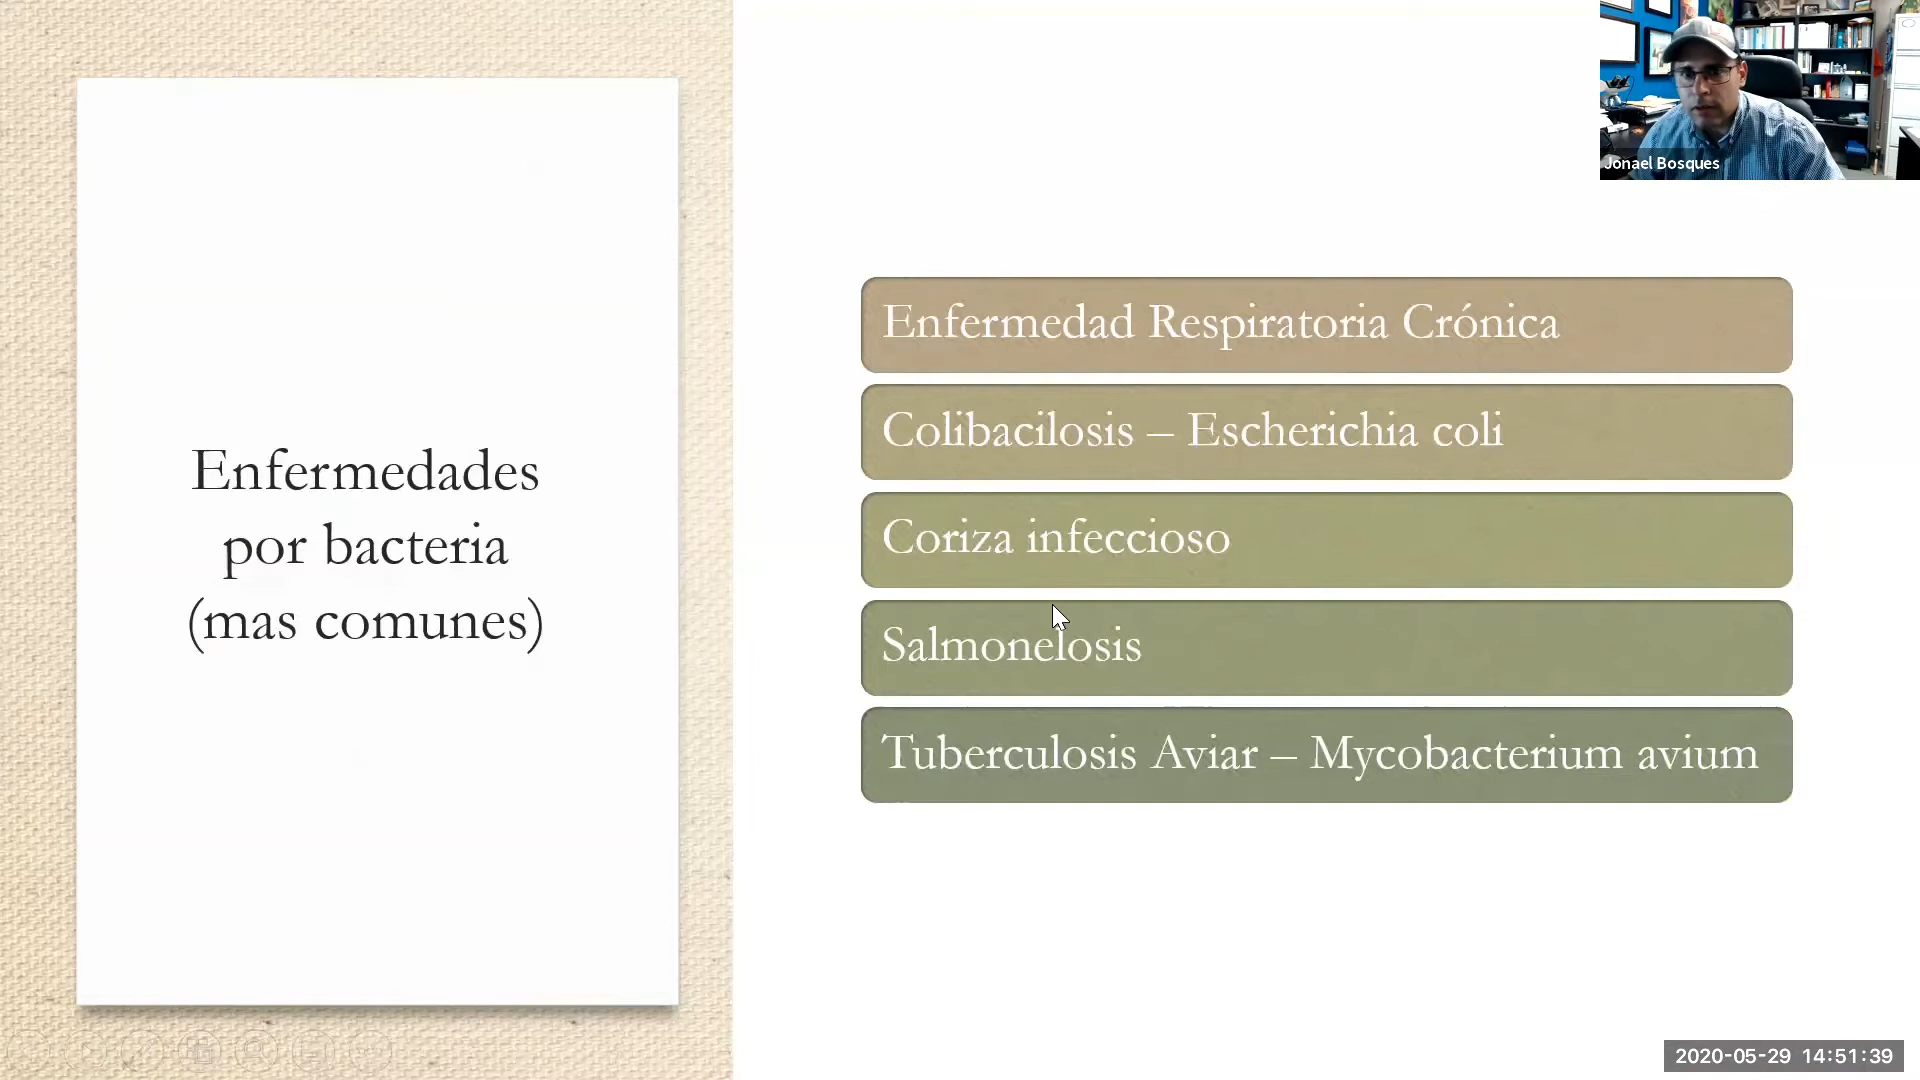 Jonael Bosques
Enfermedades
por bacteria
(mas comunes)
Enfermedad Respiratoria Crónica
Colibacilosis – Escherichia coli
Coriza infeccioso
Salmonelosis
Tuberculosis Aviar – Mycobacterium avium
2020-05-29 14:51:39